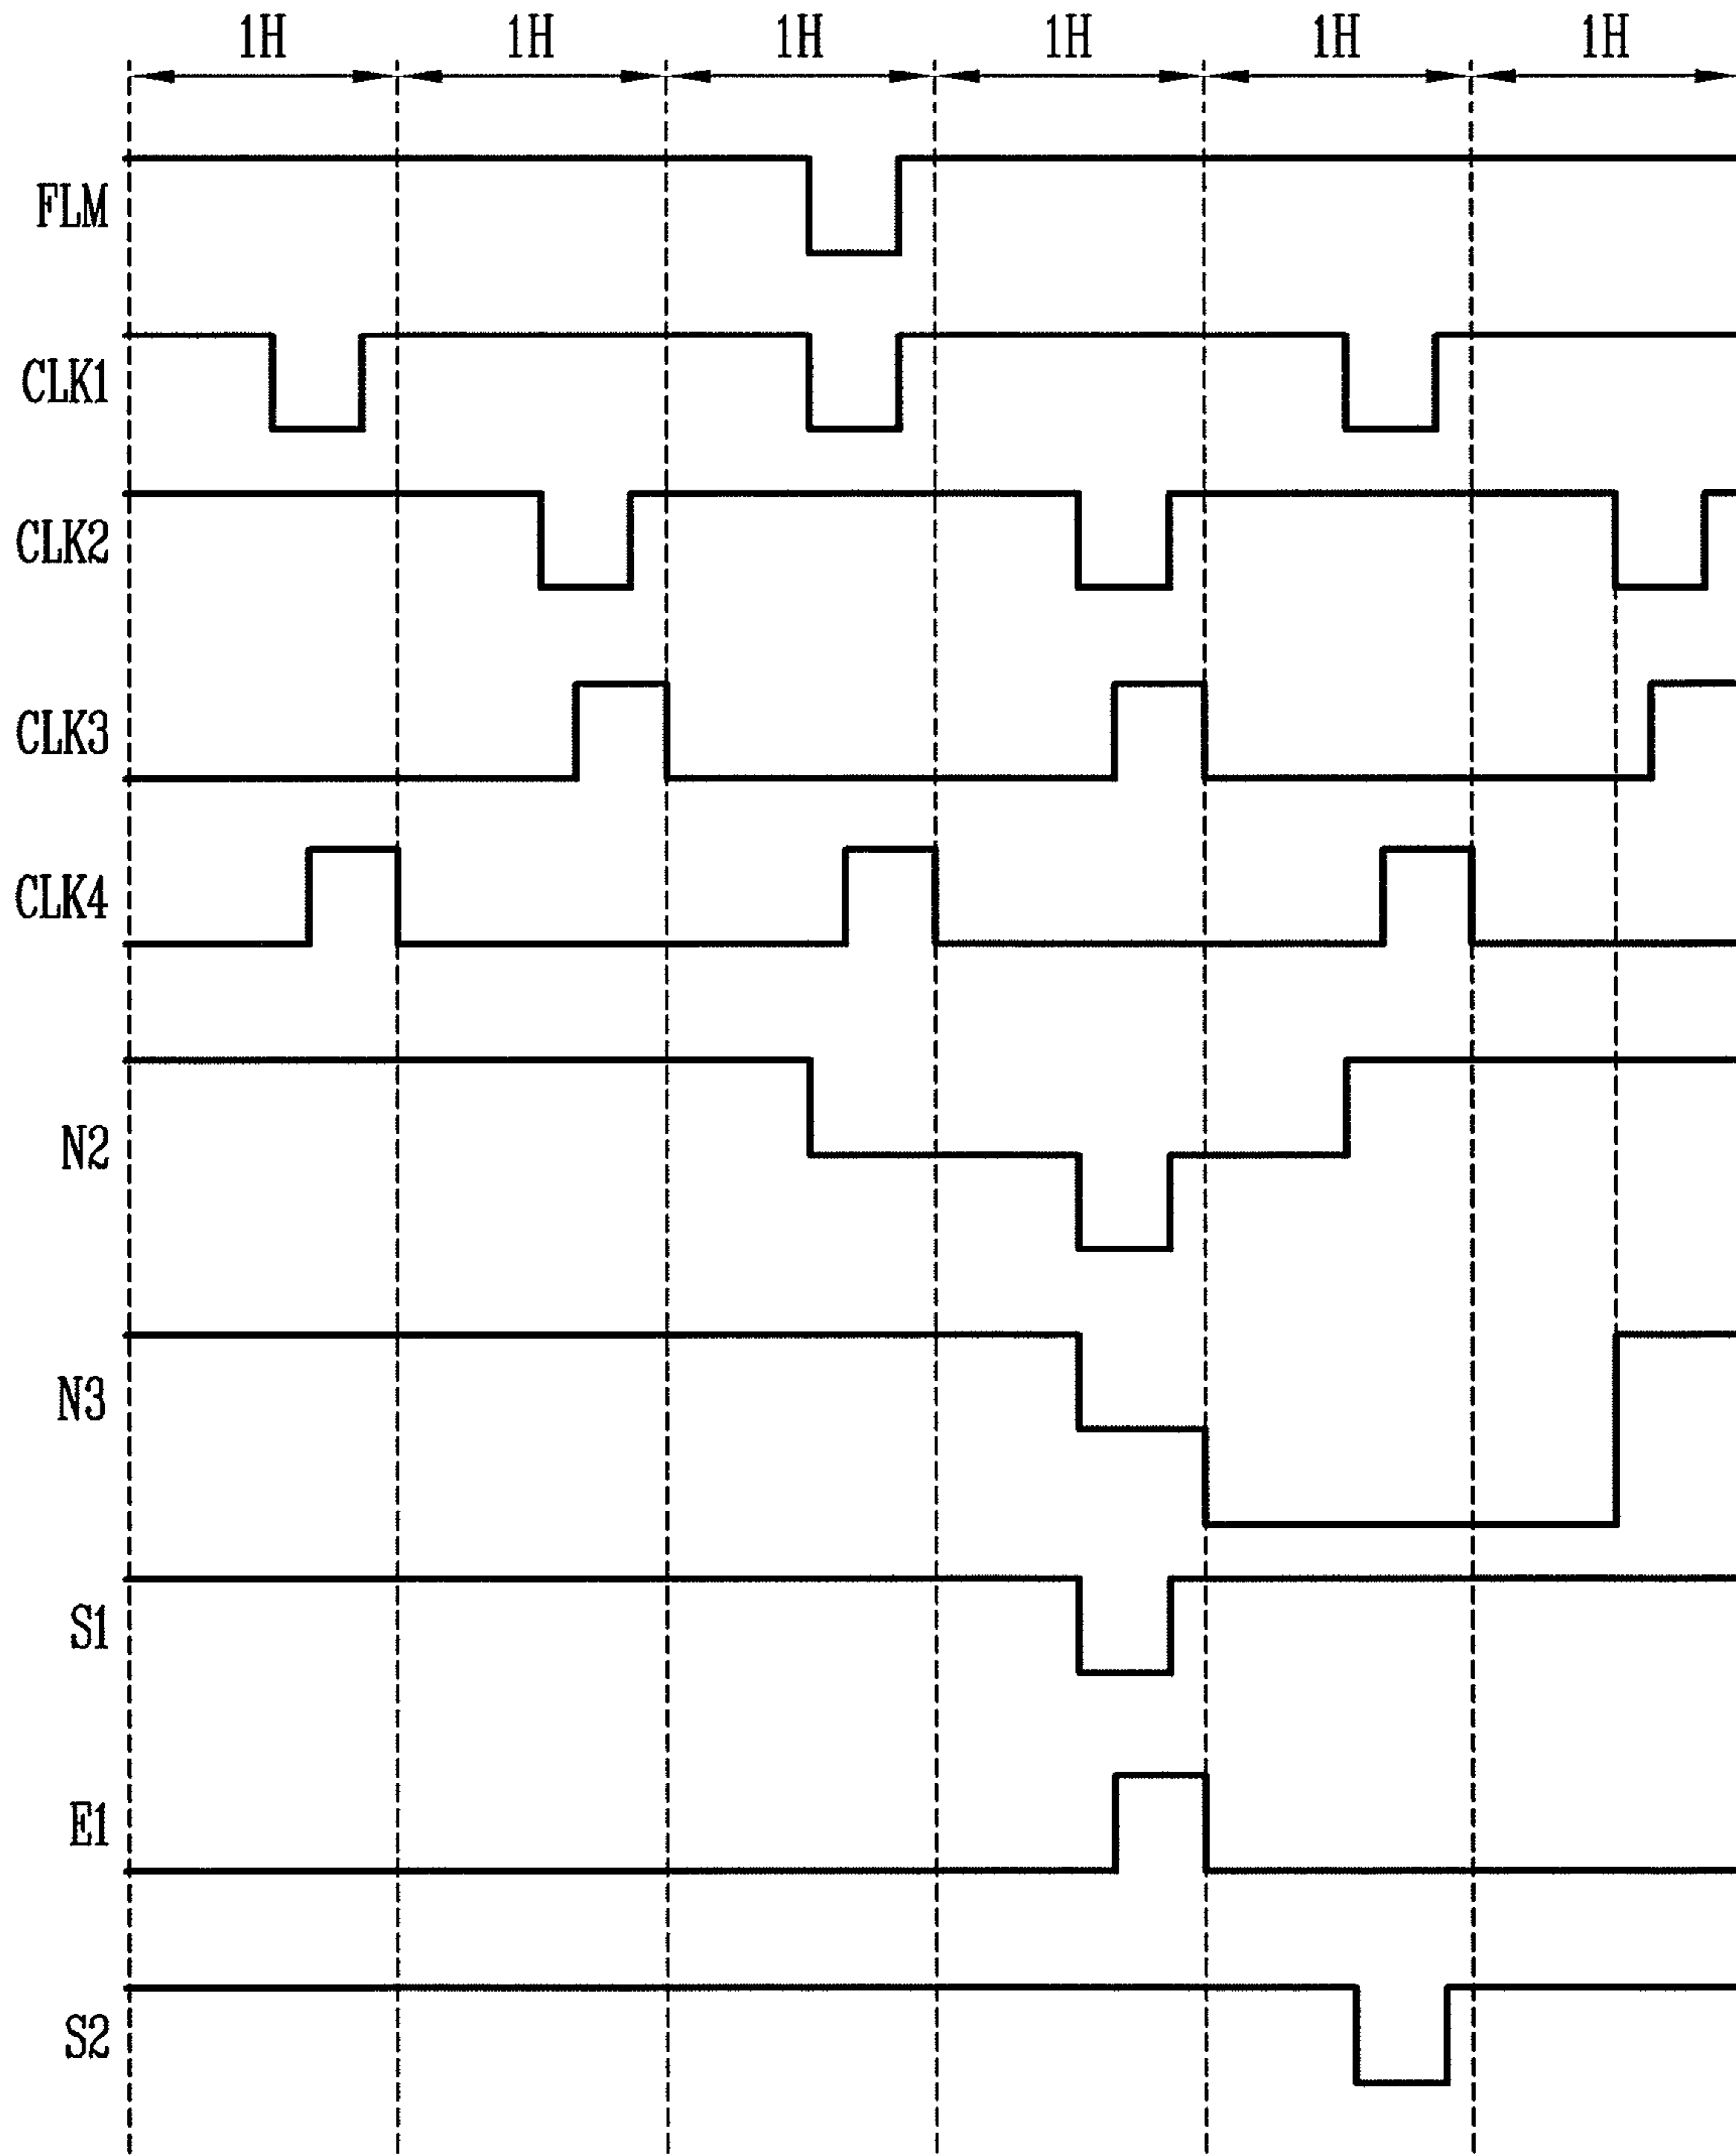 1H 1H 1H 1H 1H 1H
FLM
CLK1
CLK2
CLK3
CLK4
N2
N3
S1
E1
S2